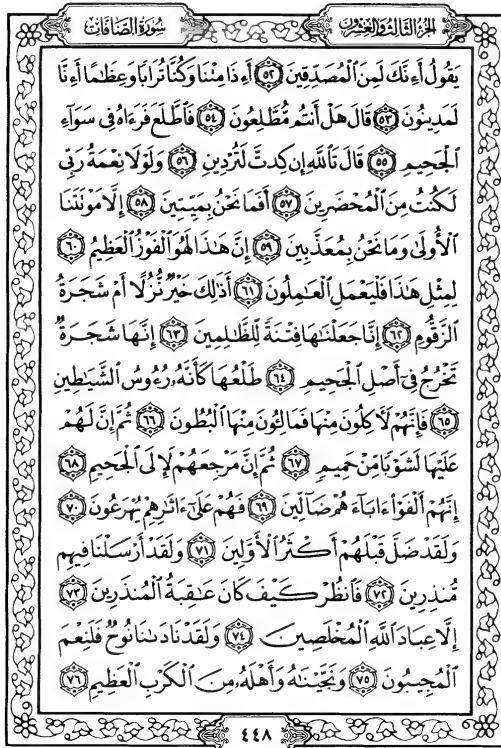 الجزء الثالث والعشرون
سورة الصافات
يَقُولُ أَءِنَّكَ لَمِنَ ٱلْمُصَدِّقِينَ ٥٢ أَءِذَا مِتْنَا وَكُنَّا تُرَابًا وَعِظَٰمًا أَءِنَّا
لَمَدِينُونَ ٥٣ قَالَ هَلْ أَنتُم مُّطَّلِعُونَ ٥٤ فَٱطَّلَعَ فَرَءَاهُ فِى سَوَآءِ
ٱلْجَحِيمِ ٥٥ قَالَ تَٱللَّهِ إِن كِدتَّ لَتُرْدِينِ ٥٦ وَلَوْلَا نِعْمَةُ رَبِّى
لَكُنتُ مِنَ ٱلْمُحْضَرِينَ ٥٧ أَفَمَا نَحْنُ بِمَيِّتِينَ ٥٨ إِلَّا مَوْتَتَنَا
ٱلْأُولَىٰ وَمَا نَحْنُ بِمُعَذَّبِينَ ٥٩ إِنَّ هَٰذَا لَهُوَ ٱلْفَوْزُ ٱلْعَظِيمُ ٦٠
لِمِثْلِ هَٰذَا فَلْيَعْمَلِ ٱلْعَٰمِلُونَ ٦١ أَذَٰلِكَ خَيْرٌ نُّزُلًا أَمْ شَجَرَةُ
ٱلزَّقُّومِ ٦٢ إِنَّا جَعَلْنَٰهَا فِتْنَةً لِّلظَّٰلِمِينَ ٦٣ إِنَّهَا شَجَرَةٌ
تَخْرُجُ فِىٓ أَصْلِ ٱلْجَحِيمِ ٦٤ طَلْعُهَا كَأَنَّهُۥ رُءُوسُ ٱلشَّيَٰطِينِ
٦٥ فَإِنَّهُمْ لَءَاكِلُونَ مِنْهَا فَمَالِـُٔونَ مِنْهَا ٱلْبُطُونَ ٦٦ ثُمَّ إِنَّ لَهُمْ
عَلَيْهَا لَشَوْبًا مِّنْ حَمِيمٍ ٦٧ ثُمَّ إِنَّ مَرْجِعَهُمْ لَإِلَى ٱلْجَحِيمِ ٦٨
إِنَّهُمْ أَلْفَوْا۟ ءَابَآءَهُمْ ضَآلِّينَ ٦٩ فَهُمْ عَلَىٰٓ ءَاثَٰرِهِمْ يُهْرَعُونَ ٧٠
وَلَقَدْ ضَلَّ قَبْلَهُمْ أَكْثَرُ ٱلْأَوَّلِينَ ٧١ وَلَقَدْ أَرْسَلْنَا فِيهِم
مُّنذِرِينَ ٧٢ فَٱنظُرْ كَيْفَ كَانَ عَٰقِبَةُ ٱلْمُنذَرِينَ ٧٣
إِلَّا عِبَادَ ٱللَّهِ ٱلْمُخْلَصِينَ ٧٤ وَلَقَدْ نَادَىٰنَا نُوحٌ فَلَنِعْمَ
ٱلْمُجِيبُونَ ٧٥ وَنَجَّيْنَٰهُ وَأَهْلَهُۥ مِنَ ٱلْكَرْبِ ٱلْعَظِيمِ ٧٦
٤٤٨